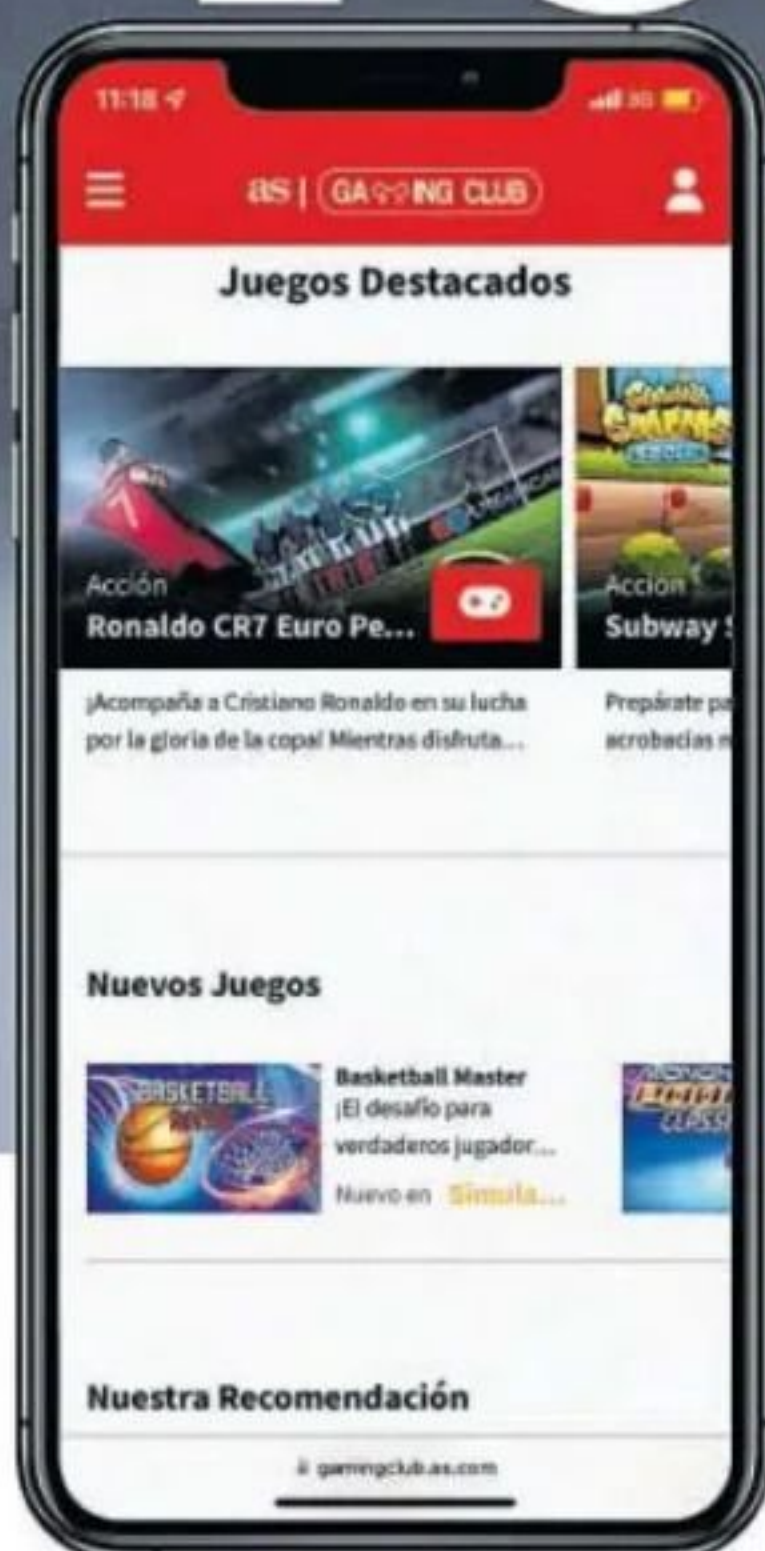 11:18
3G
as | GAMING CLUB
Juegos Destacados
Acción
Ronaldo CR7 Euro Pe...
¡Acompaña a Cristiano Ronaldo en su lucha
por la gloria de la copa! Mientras disfruta...
Acción
Subway S
Prepárate pa
acrobacias m
Nuevos Juegos
BASKETBALL
Basketball Master
¡El desafío para
verdaderos jugador...
Nuevo en Simula...
Nuestra Recomendación
gamingclub.as.com